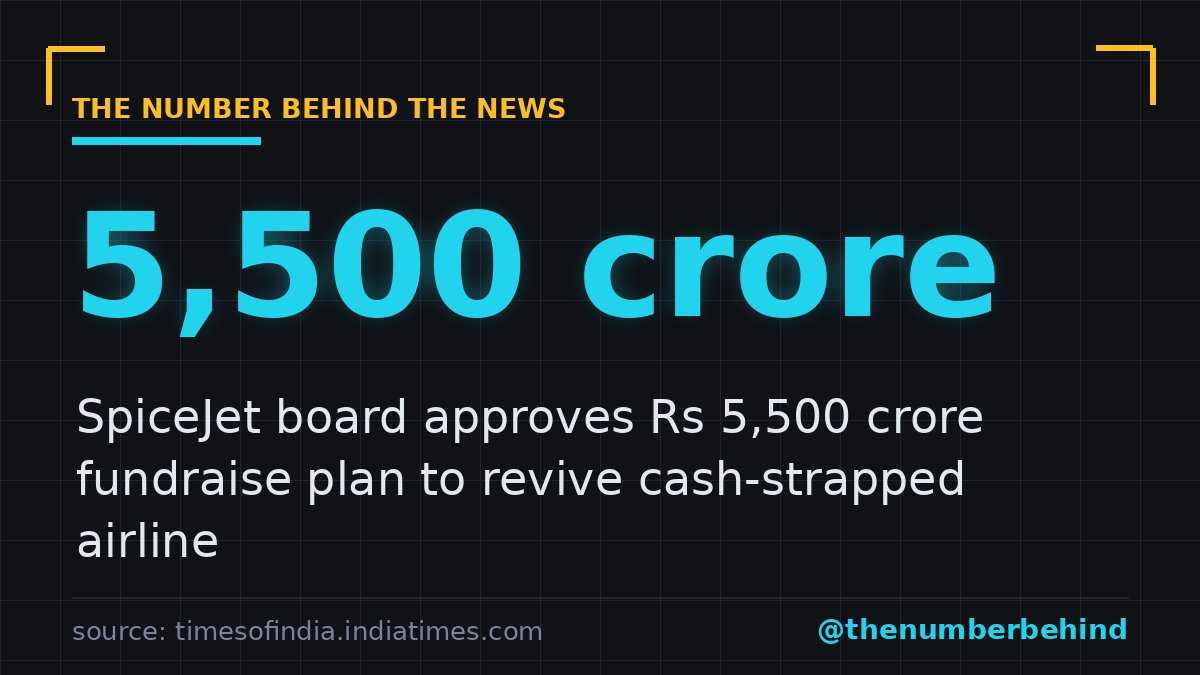 THE NUMBER BEHIND THE NEWS
5,500 crore
SpiceJet board approves Rs 5,500 crore
fundraise plan to revive cash-strapped
airline
source: timesofindia.indiatimes.com
@thenumberbehind